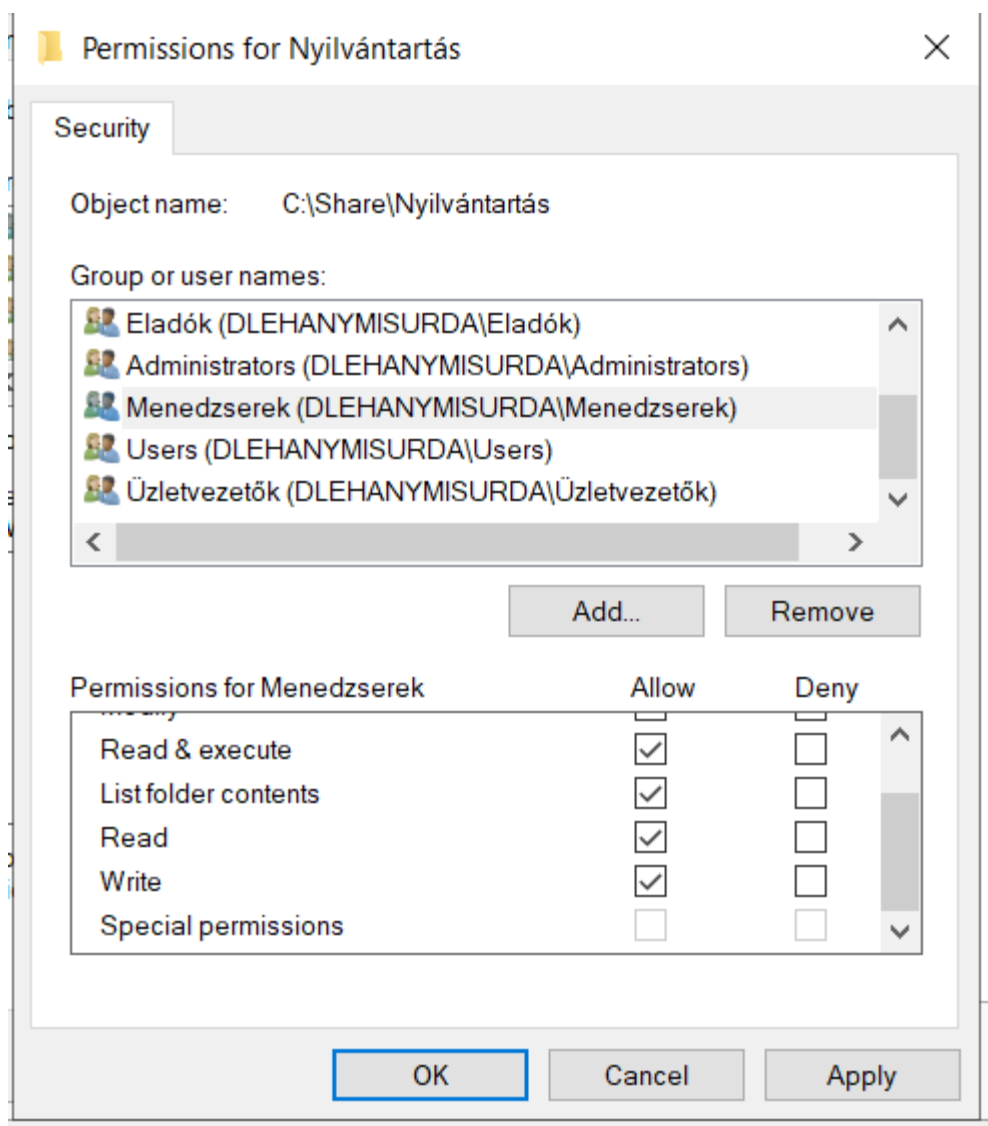 Permissions for Nyilvántartás
Security
Object name: C:\Share\Nyilvántartás
Group or user names:
Eladók (DLEHANYMISURDA\Eladók)
Administrators (DLEHANYMISURDA\Administrators)
Menedzserek (DLEHANYMISURDA\Menedzserek)
Users (DLEHANYMISURDA\Users)
Üzletvezetők (DLEHANYMISURDA\Üzletvezetők)
Add... Remove
Permissions for Menedzserek Allow Deny
Read & execute
List folder contents
Read
Write
Special permissions
OK Cancel Apply